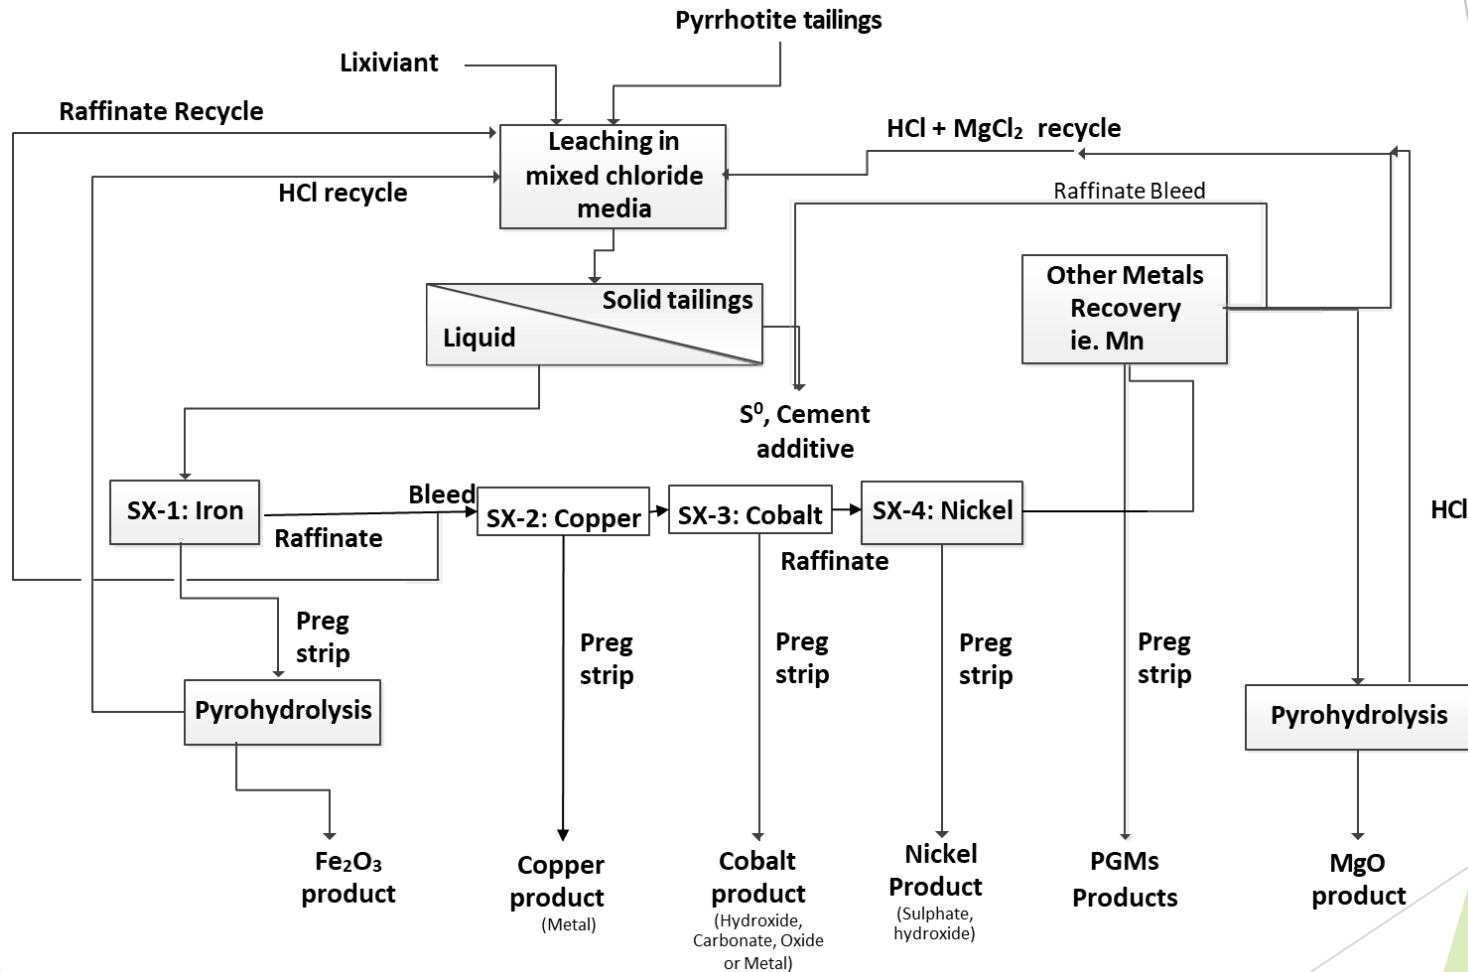 Pyrrhotite tailings
Lixiviant
Raffinate Recycle
HCl + MgCl₂ recycle
Leaching in
mixed chloride
media
HCl recycle
Raffinate Bleed
Other Metals
Recovery
ie. Mn
Solid tailings
Liquid
S⁰, Cement
additive
SX-1: Iron
Bleed
Raffinate
SX-2: Copper
SX-3: Cobalt
SX-4: Nickel
Raffinate
HCl
Preg
strip
Preg
strip
Preg
strip
Preg
strip
Preg
strip
Pyrohydrolysis
Pyrohydrolysis
Fe₂O₃
product
Copper
product
(Metal)
Cobalt
product
(Hydroxide,
Carbonate, Oxide
or Metal)
Nickel
Product
(Sulphate,
hydroxide)
PGMs
Products
MgO
product